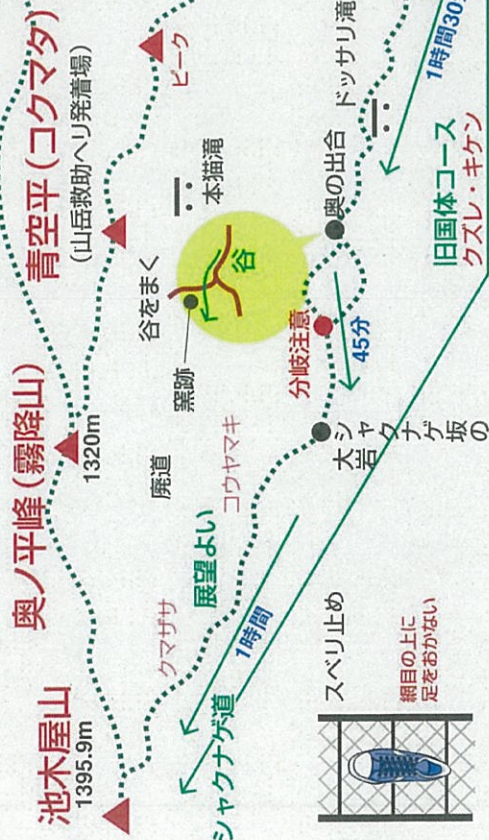 青空平(コクマタ)
(山岳救助ヘリ発着場)
ピーク
奥ノ平峰(霧降山)
1320m
池木屋山
1395.9m
谷をまく
本猫滝
谷
窯跡
ドッサリ滝
奥の出合
1時間30
旧国体コース
クズレ・キケン
分岐注意
45分
シャクナゲ坂の
大岩
廃道
コウヤマキ
展望よい
クマザサ
1時間
シャクナゲ道
スベリ止め
網目の上に
足をおかない